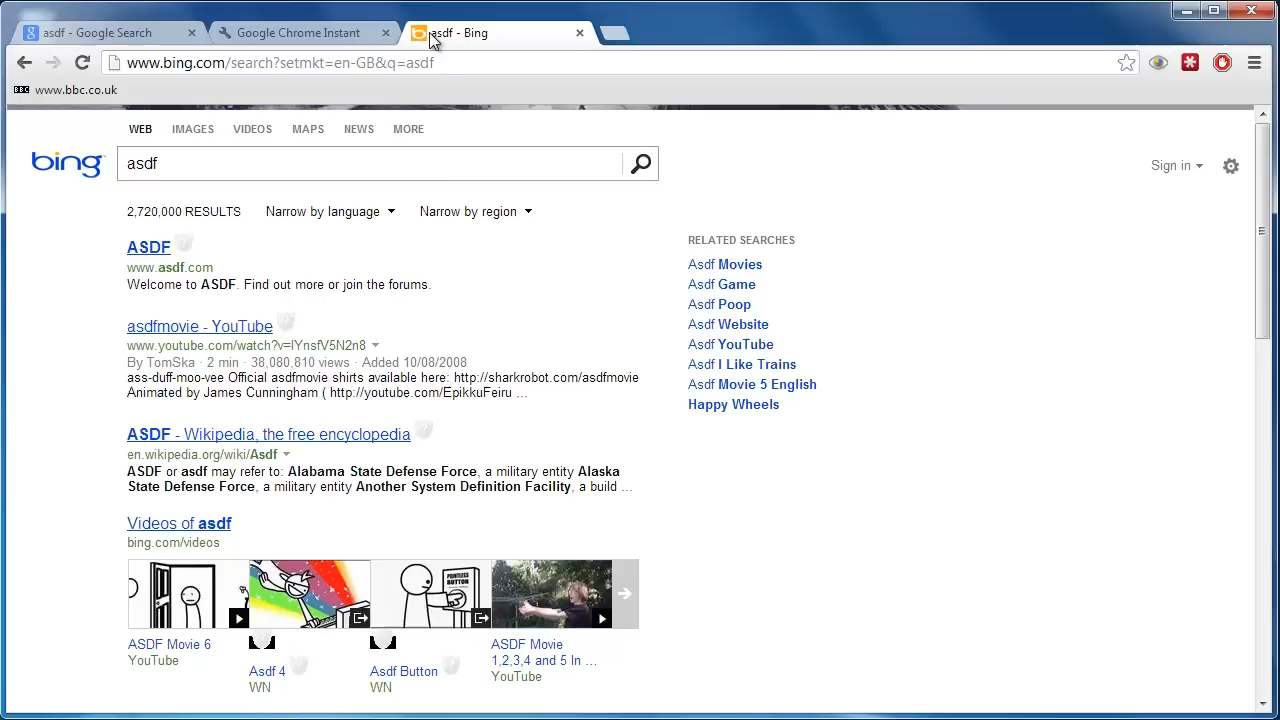 asdf - Google Search
Google Chrome Instant
asdf - Bing
www.bing.com/search?setmkt=en-GB&q=asdf
BBC www.bbc.co.uk
WEB IMAGES VIDEOS MAPS NEWS MORE
bing
asdf
Sign in
2,720,000 RESULTS Narrow by language Narrow by region
ASDF
www.asdf.com
Welcome to ASDF. Find out more or join the forums.
asdfmovie - YouTube
www.youtube.com/watch?v=IYnsfV5N2n8
By TomSka · 2 min · 38,080,810 views · Added 10/08/2008
ass-duff-moo-vee Official asdfmovie shirts available here: http://sharkrobot.com/asdfmovie
Animated by James Cunningham ( http://youtube.com/EpikkuFeiru ...
ASDF - Wikipedia, the free encyclopedia
en.wikipedia.org/wiki/Asdf
ASDF or asdf may refer to: Alabama State Defense Force, a military entity Alaska
State Defense Force, a military entity Another System Definition Facility, a build ...
Videos of asdf
bing.com/videos
POINTLESS
BUTTON
ASDF Movie 6
YouTube
Asdf 4
WN
Asdf Button
WN
ASDF Movie
1,2,3,4 and 5 In ...
YouTube
RELATED SEARCHES
Asdf Movies
Asdf Game
Asdf Poop
Asdf Website
Asdf YouTube
Asdf I Like Trains
Asdf Movie 5 English
Happy Wheels